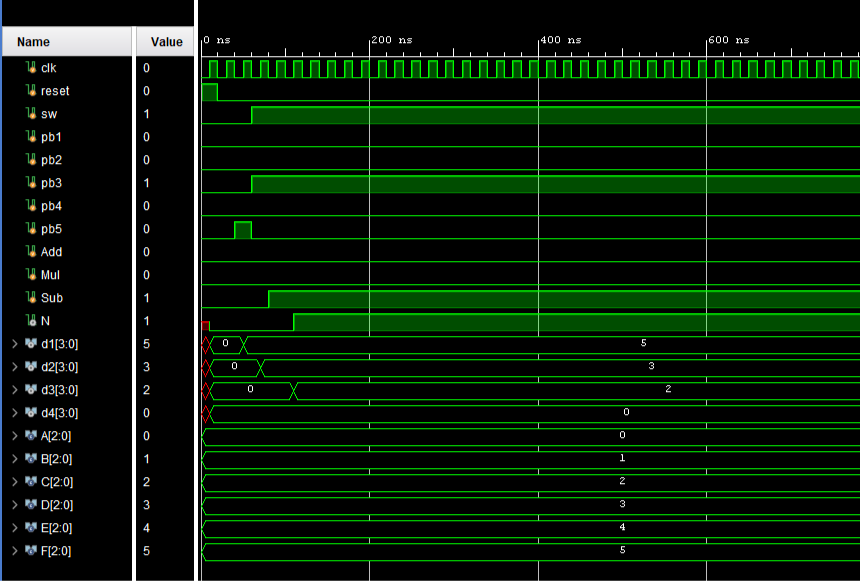 Name Value 0 ns 200 ns 400 ns 600 ns
clk 0
reset 0
sw 1
pb1 0
pb2 0
pb3 1
pb4 0
pb5 0
Add 0
Mul 0
Sub 1
N 1
d1[3:0] 5 0 5
d2[3:0] 3 0 3
d3[3:0] 2 0 2
d4[3:0] 0 0
A[2:0] 0 0
B[2:0] 1 1
C[2:0] 2 2
D[2:0] 3 3
E[2:0] 4 4
F[2:0] 5 5